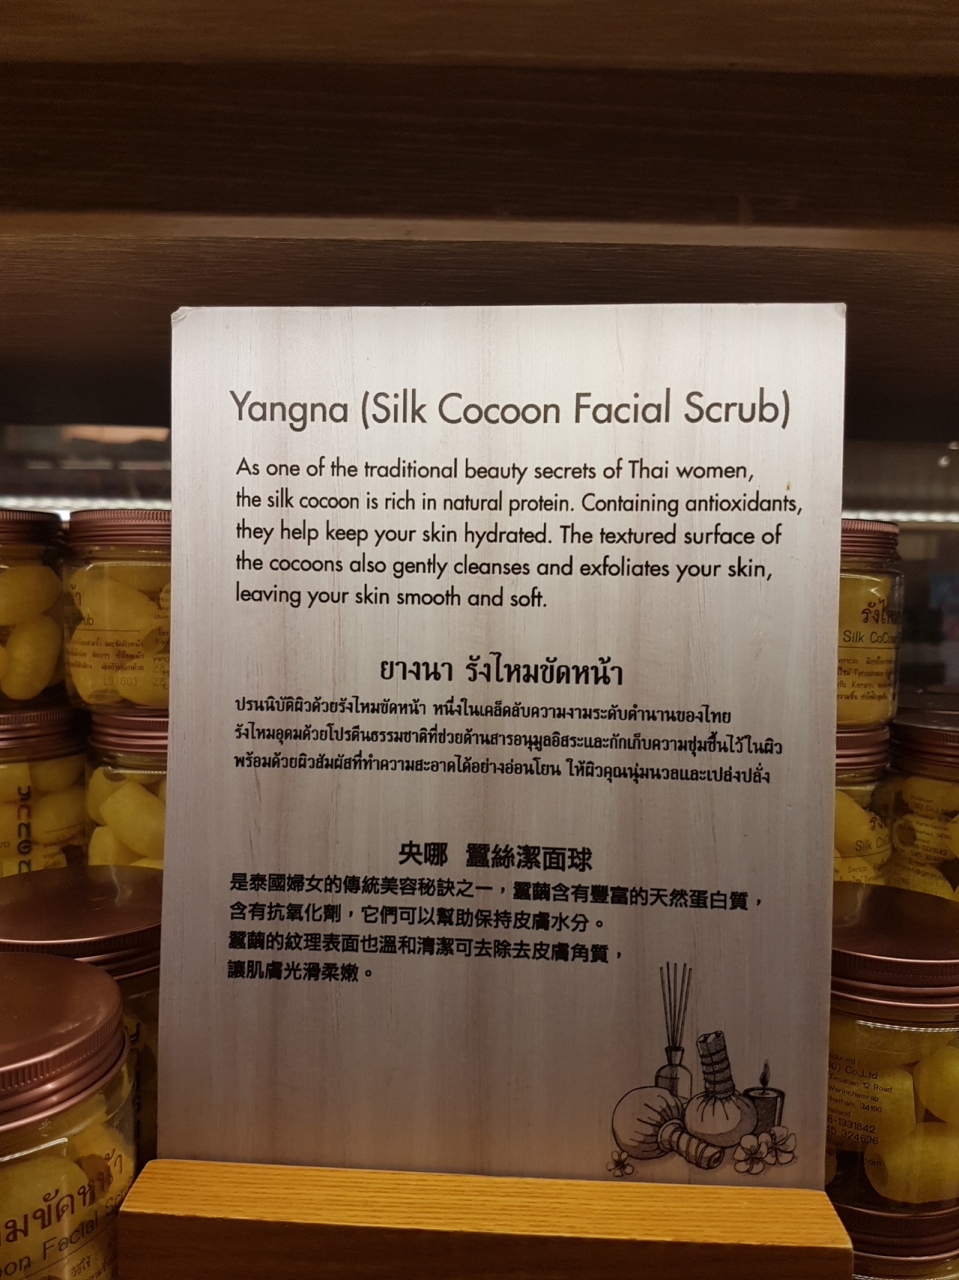 Yangna (Silk Cocoon Facial Scrub)
As one of the traditional beauty secrets of Thai women,
the silk cocoon is rich in natural protein. Containing antioxidants,
they help keep your skin hydrated. The textured surface of
the cocoons also gently cleanses and exfoliates your skin,
leaving your skin smooth and soft.
ยางนา รังไหมขัดหน้า
ปรนนิบัติผิวด้วยรังไหมขัดหน้า หนึ่งในเคล็ดลับความงามระดับตำนานของไทย
รังไหมอุดมด้วยโปรตีนธรรมชาติที่ช่วยต้านสารอนุมูลอิสระและกักเก็บความชุ่มชื้นไว้ในผิว
พร้อมด้วยผิวสัมผัสที่ทำความสะอาดได้อย่างอ่อนโยน ให้ผิวคุณนุ่มนวลและเปล่งปลั่ง
央哪 蠶絲潔面球
是泰國婦女的傳統美容秘訣之一，蠶繭含有豐富的天然蛋白質，
含有抗氧化劑，它們可以幫助保持皮膚水分。
蠶繭的紋理表面也溫和清潔可去除去皮膚角質，
讓肌膚光滑柔嫩。
Silk
Silk
Co.,Ltd
12 Road
34190
324696
มขัดหน้า
Facial